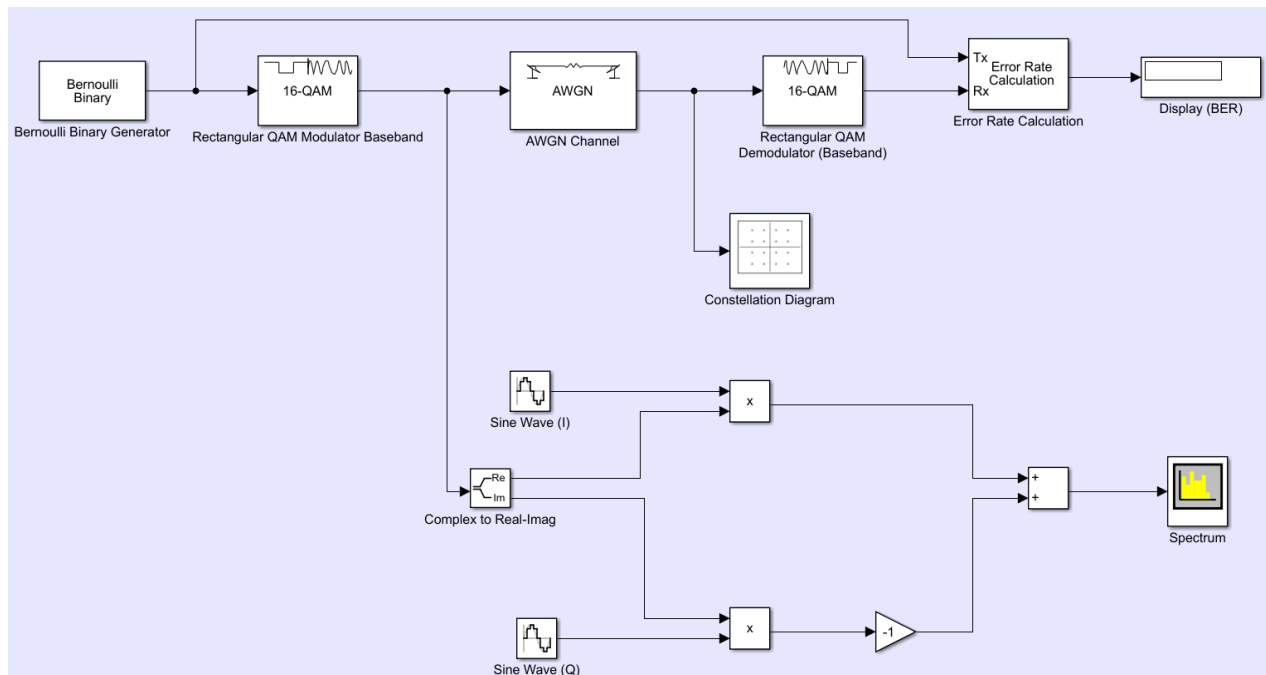 Bernoulli
Binary
Bernoulli Binary Generator
16-QAM
Rectangular QAM Modulator Baseband
AWGN
AWGN Channel
16-QAM
Rectangular QAM
Demodulator (Baseband)
Tx
Rx
Error Rate
Calculation
Error Rate Calculation
Display (BER)
Constellation Diagram
Sine Wave (I)
x
Re
Im
Complex to Real-Imag
+
+
Spectrum
Sine Wave (Q)
x
-1